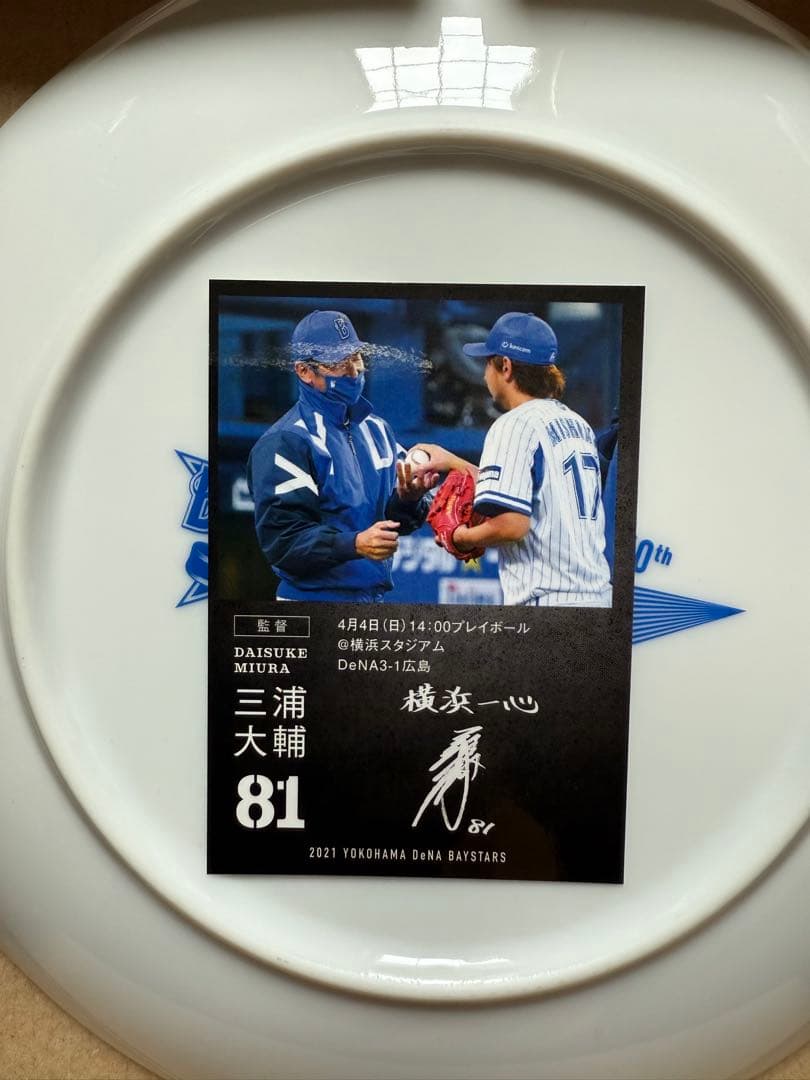 MISHIMA
17
監督
DAISUKE
MIURA
三浦
大輔
81
4月4日(日)14:00プレイボール
@横浜スタジアム
DeNA3-1広島
横浜一心
81
2021 YOKOHAMA DeNA BAYSTARS
0th